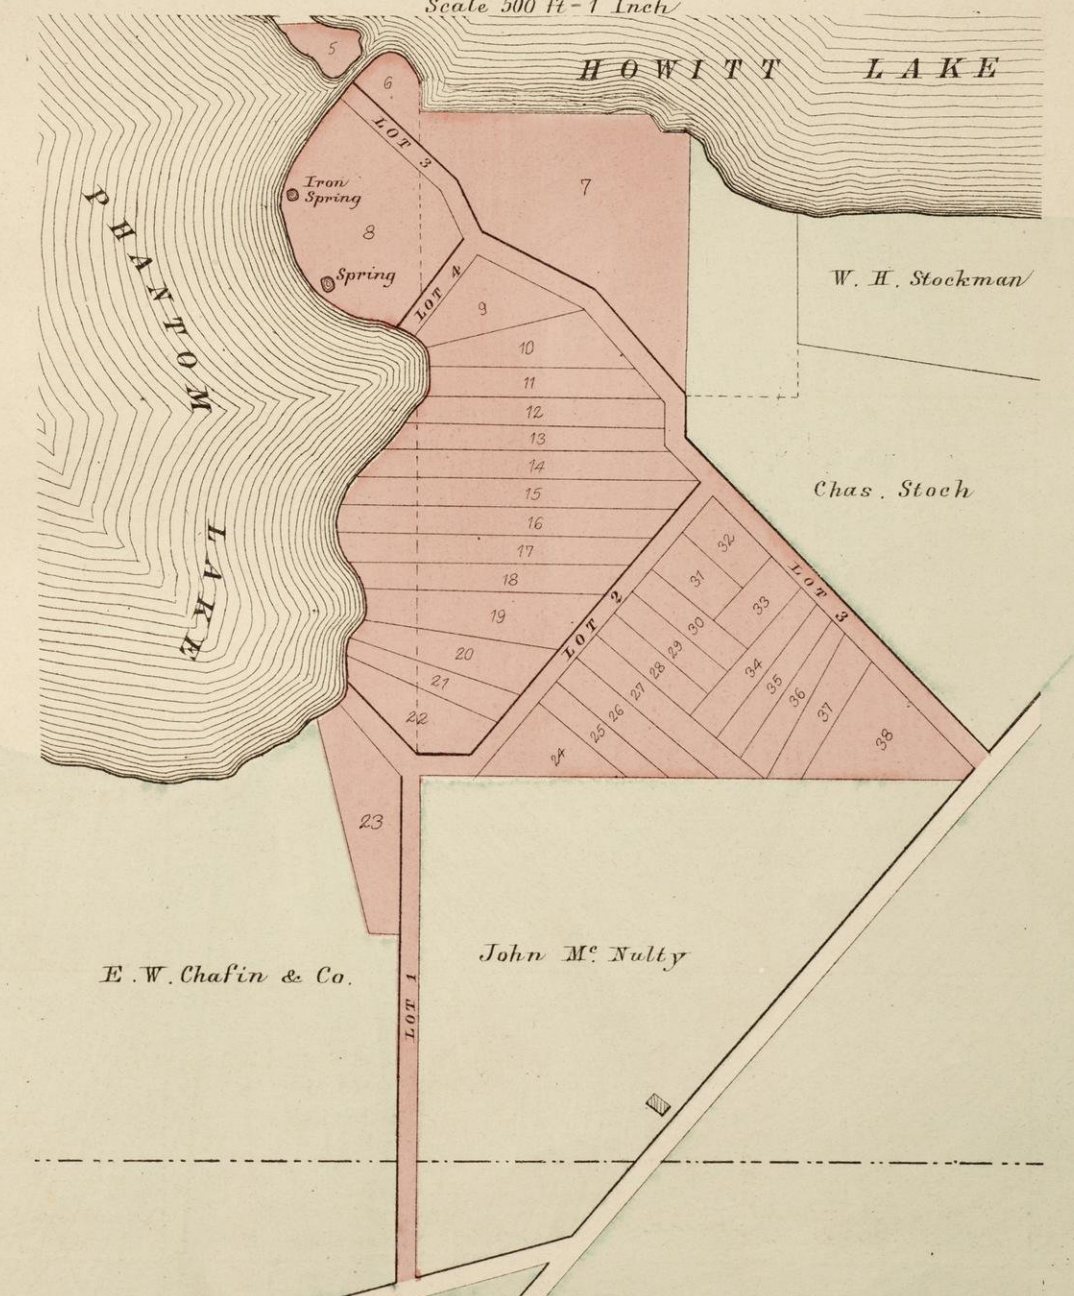 Scale 500 ft - 1 Inch
HOWITT LAKE
5
6
LOT 3
7
Iron
Spring
8
Spring
PHANTOM
LAKE
LOT 4
W. H. Stockman
9
10
11
12
13
14
15
16
17
18
19
20
21
22
Chas. Stoch
LOT 2
LOT 3
32
31
33
30
29
28
27
26
25
24
34
35
36
37
38
23
E. W. Chafin & Co.
John Mc. Nulty
LOT 1